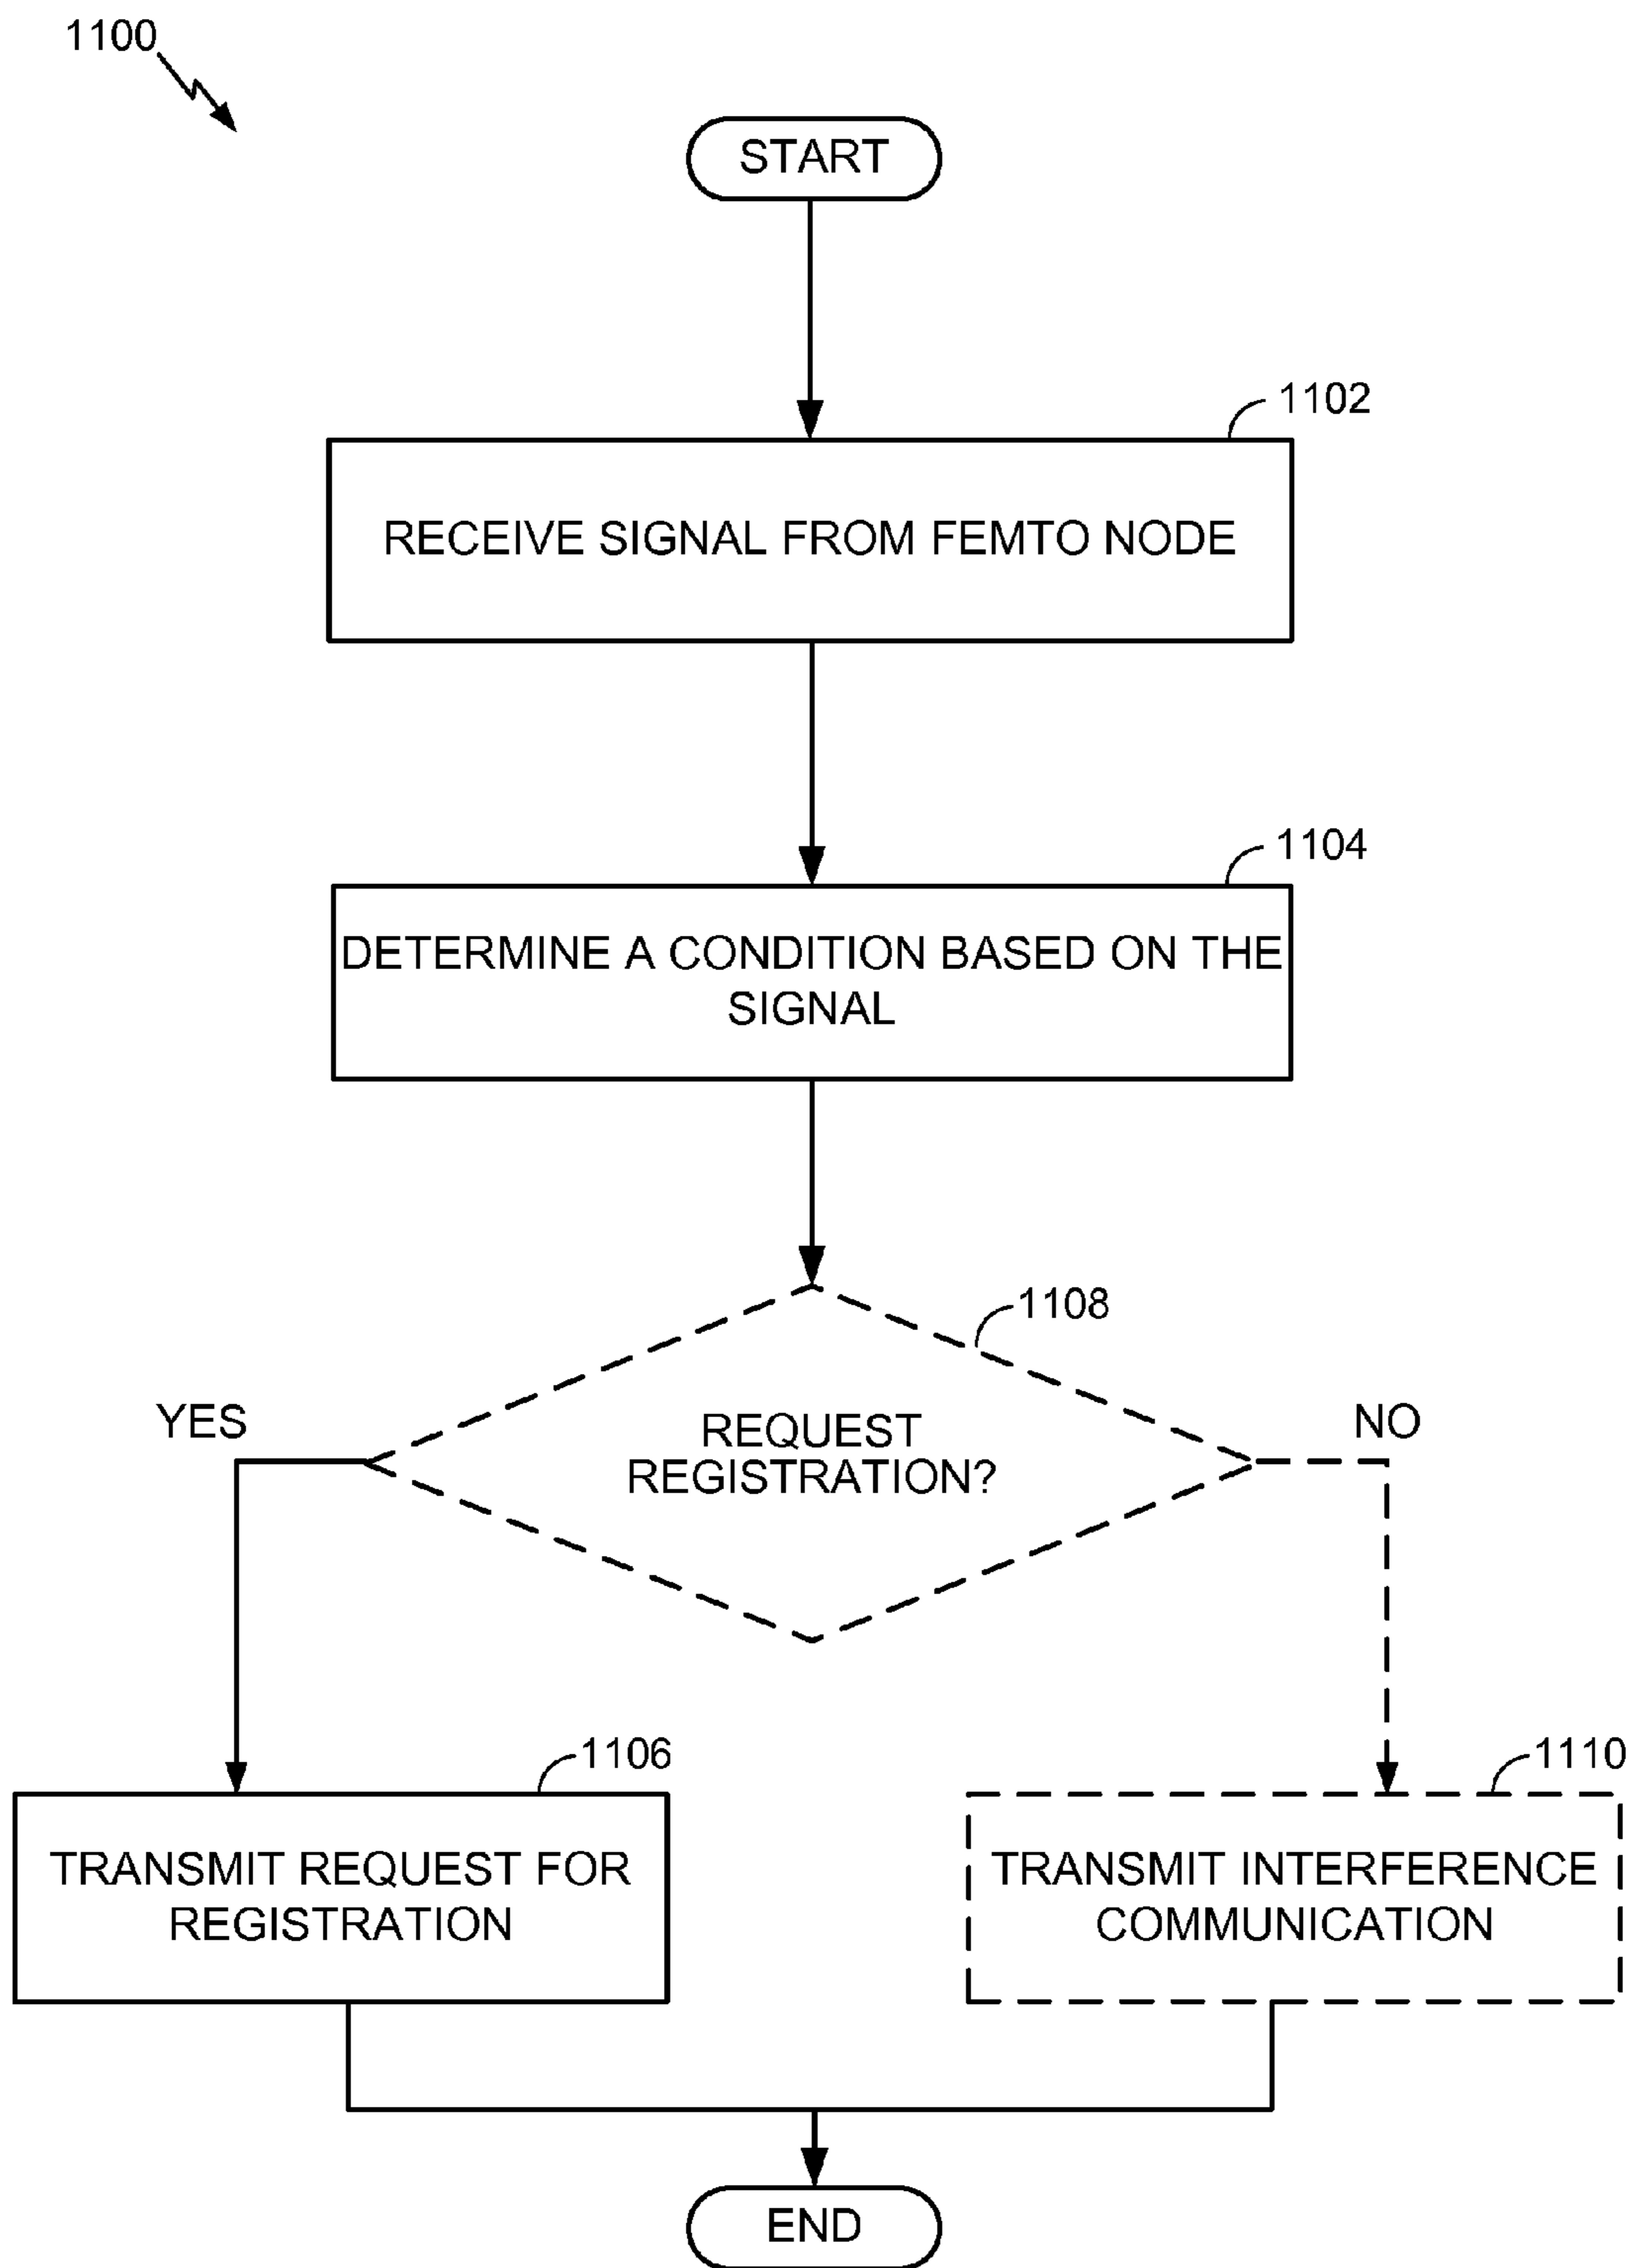 1100
START
1102
RECEIVE SIGNAL FROM FEMTO NODE
1104
DETERMINE A CONDITION BASED ON THE
SIGNAL
1108
YES
REQUEST
REGISTRATION?
NO
1106
TRANSMIT REQUEST FOR
REGISTRATION
1110
TRANSMIT INTERFERENCE
COMMUNICATION
END